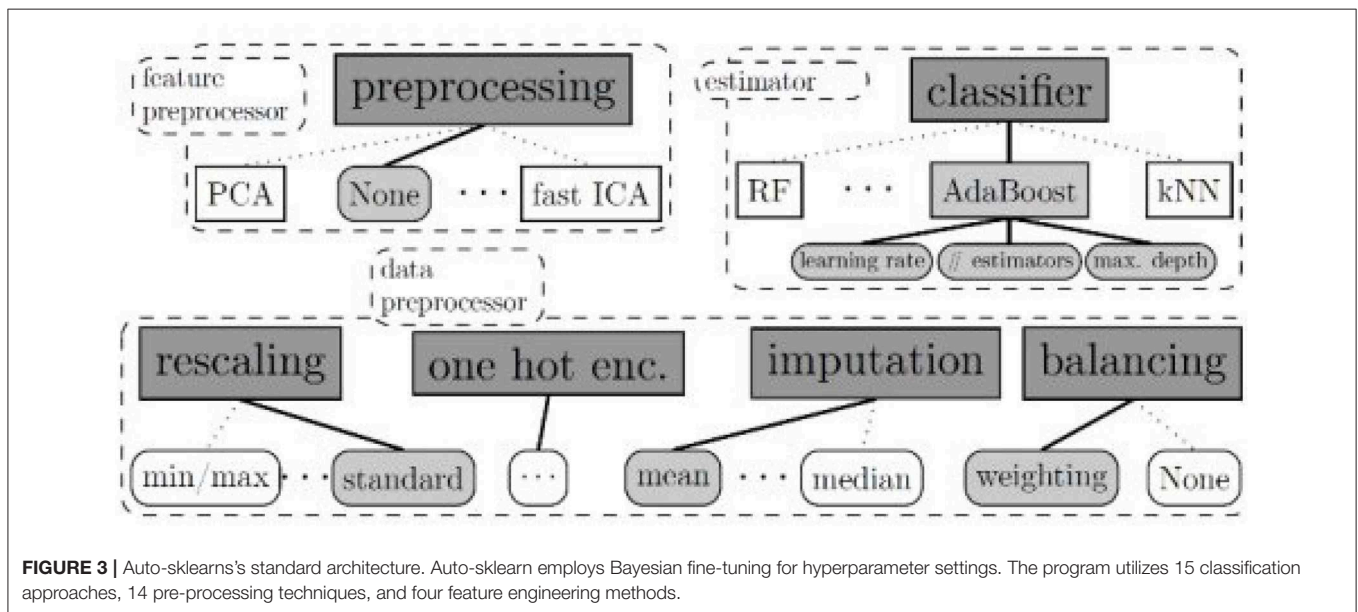 feature
preprocessor
preprocessing
PCA
None
···
fast ICA
estimator
classifier
RF
···
AdaBoost
kNN
learning rate
# estimators
max. depth
data
preprocessor
rescaling
one hot enc.
imputation
balancing
min/max
···
standard
···
mean
···
median
weighting
None
FIGURE 3 | Auto-sklearns's standard architecture. Auto-sklearn employs Bayesian fine-tuning for hyperparameter settings. The program utilizes 15 classification
approaches, 14 pre-processing techniques, and four feature engineering methods.